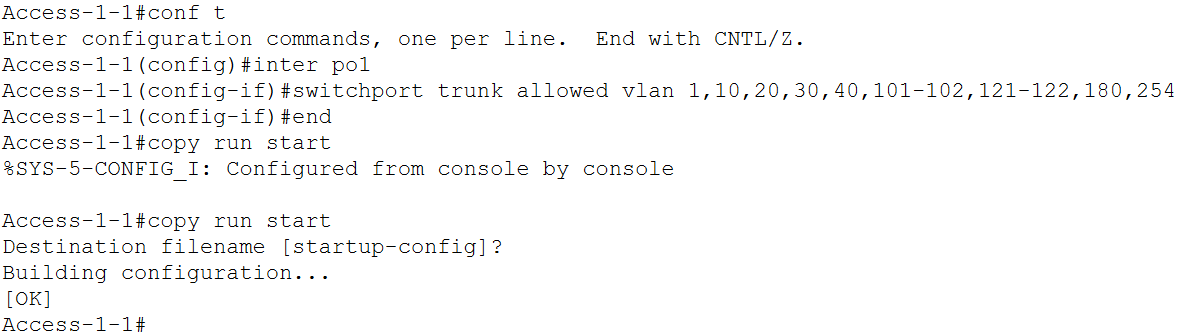 Access-1-1#conf t
Enter configuration commands, one per line.  End with CNTL/Z.
Access-1-1(config)#inter po1
Access-1-1(config-if)#switchport trunk allowed vlan 1,10,20,30,40,101-102,121-122,180,254
Access-1-1(config-if)#end
Access-1-1#copy run start
%SYS-5-CONFIG_I: Configured from console by console

Access-1-1#copy run start
Destination filename [startup-config]?
Building configuration...
[OK]
Access-1-1#